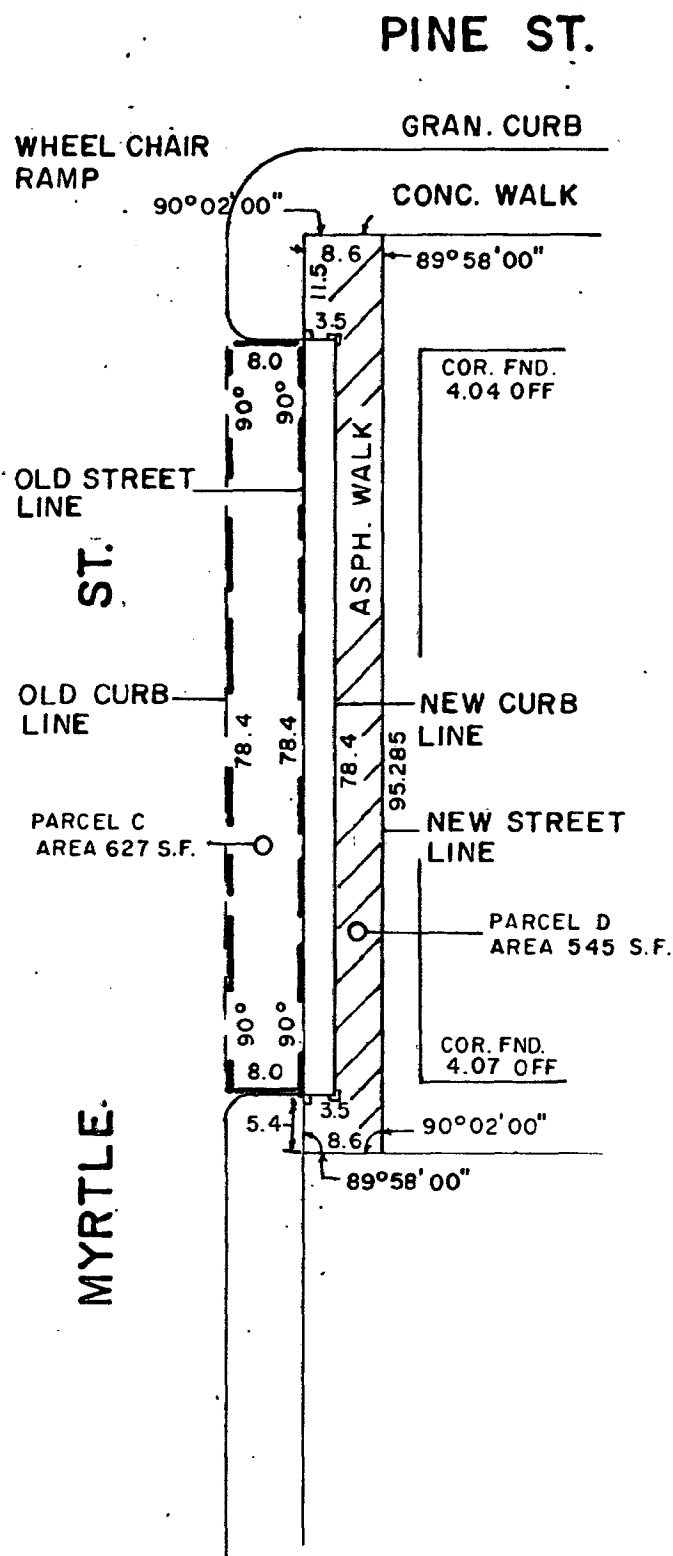 PINE ST.
GRAN. CURB
WHEEL CHAIR
RAMP
90°02'00"
CONC. WALK
8.6
89°58'00"
11.5
3.5
8.0
COR. FND.
4.04 OFF
90°
90°
ASPH. WALK
OLD STREET
LINE
ST.
OLD CURB
LINE
NEW CURB
LINE
78.4
78.4
78.4
95.285
PARCEL C
AREA 627 S.F.
NEW STREET
LINE
PARCEL D
AREA 545 S.F.
90°
90°
8.0
COR. FND.
4.07 OFF
3.5
5.4
8.6
90°02'00"
89°58'00"
MYRTLE